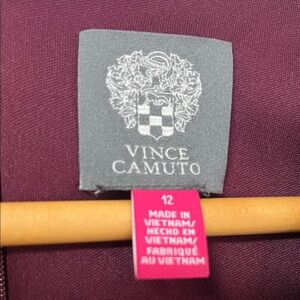 VINCE
CAMUTO
12
MADE IN
VIETNAM/
HECHO EN
VIETNAM/
FABRIQUÉ
AU VIETNAM